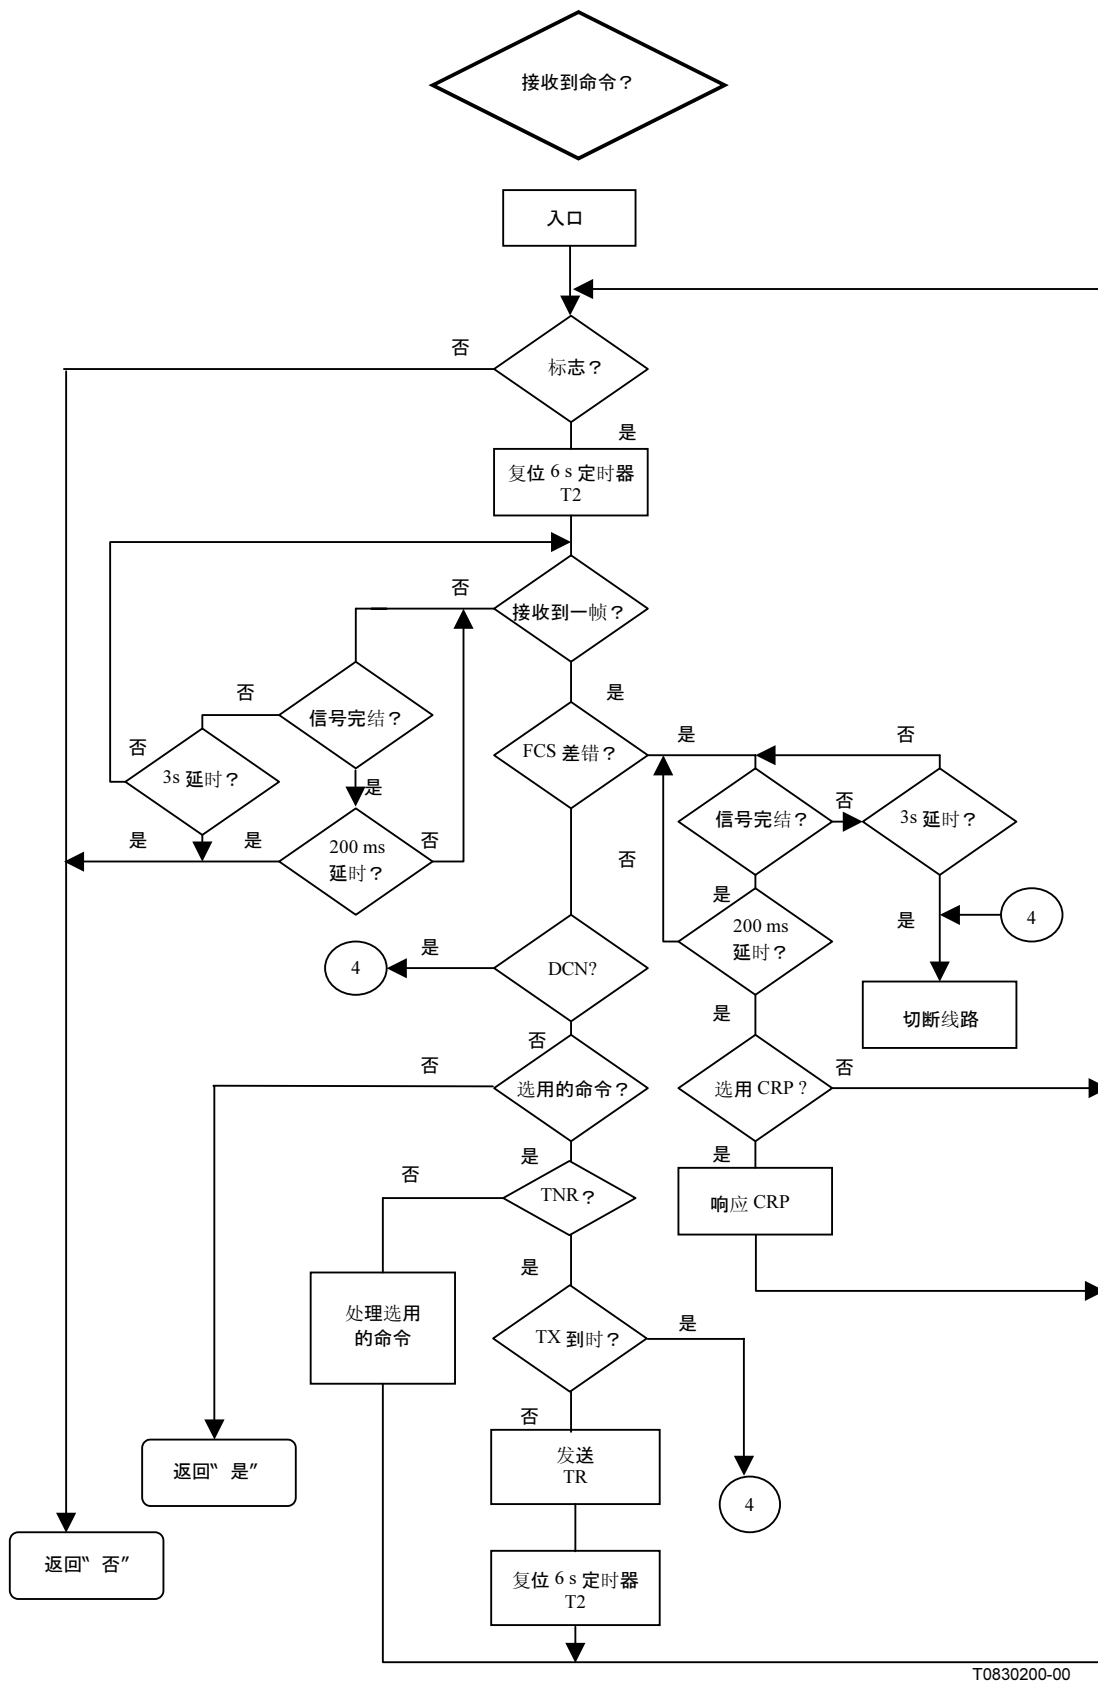 接收到命令?
入口
否
标志?
是
复位 6 s 定时器
T2
否
接收到一帧?
是
否
信号完结?
FCS 差错?
是
否
否
3s 延时?
是
信号完结?
否
3s 延时?
是
是
200 ms
延时?
否
否
是
200 ms
延时?
是
4
4
是
DCN?
是
切断线路
否
否
选用的命令?
选用 CRP ?
否
是
是
否
TNR?
响应 CRP
是
处理选用
的命令
TX 到时?
是
否
返回“ 是”
发送
TR
4
返回“ 否”
复位 6 s 定时器
T2
T0830200-00